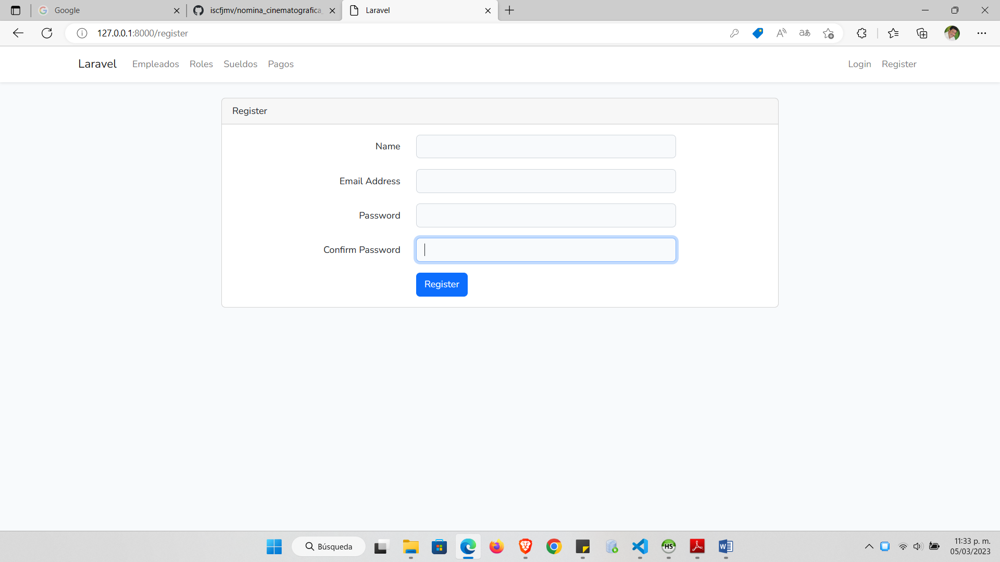 Google
iscfjmv/nomina_cinematografica_
Laravel
127.0.0.1:8000/register
Laravel Empleados Roles Sueldos Pagos Login Register
Register
Name
Email Address
Password
Confirm Password
Register
Búsqueda
11:33 p. m.
05/03/2023